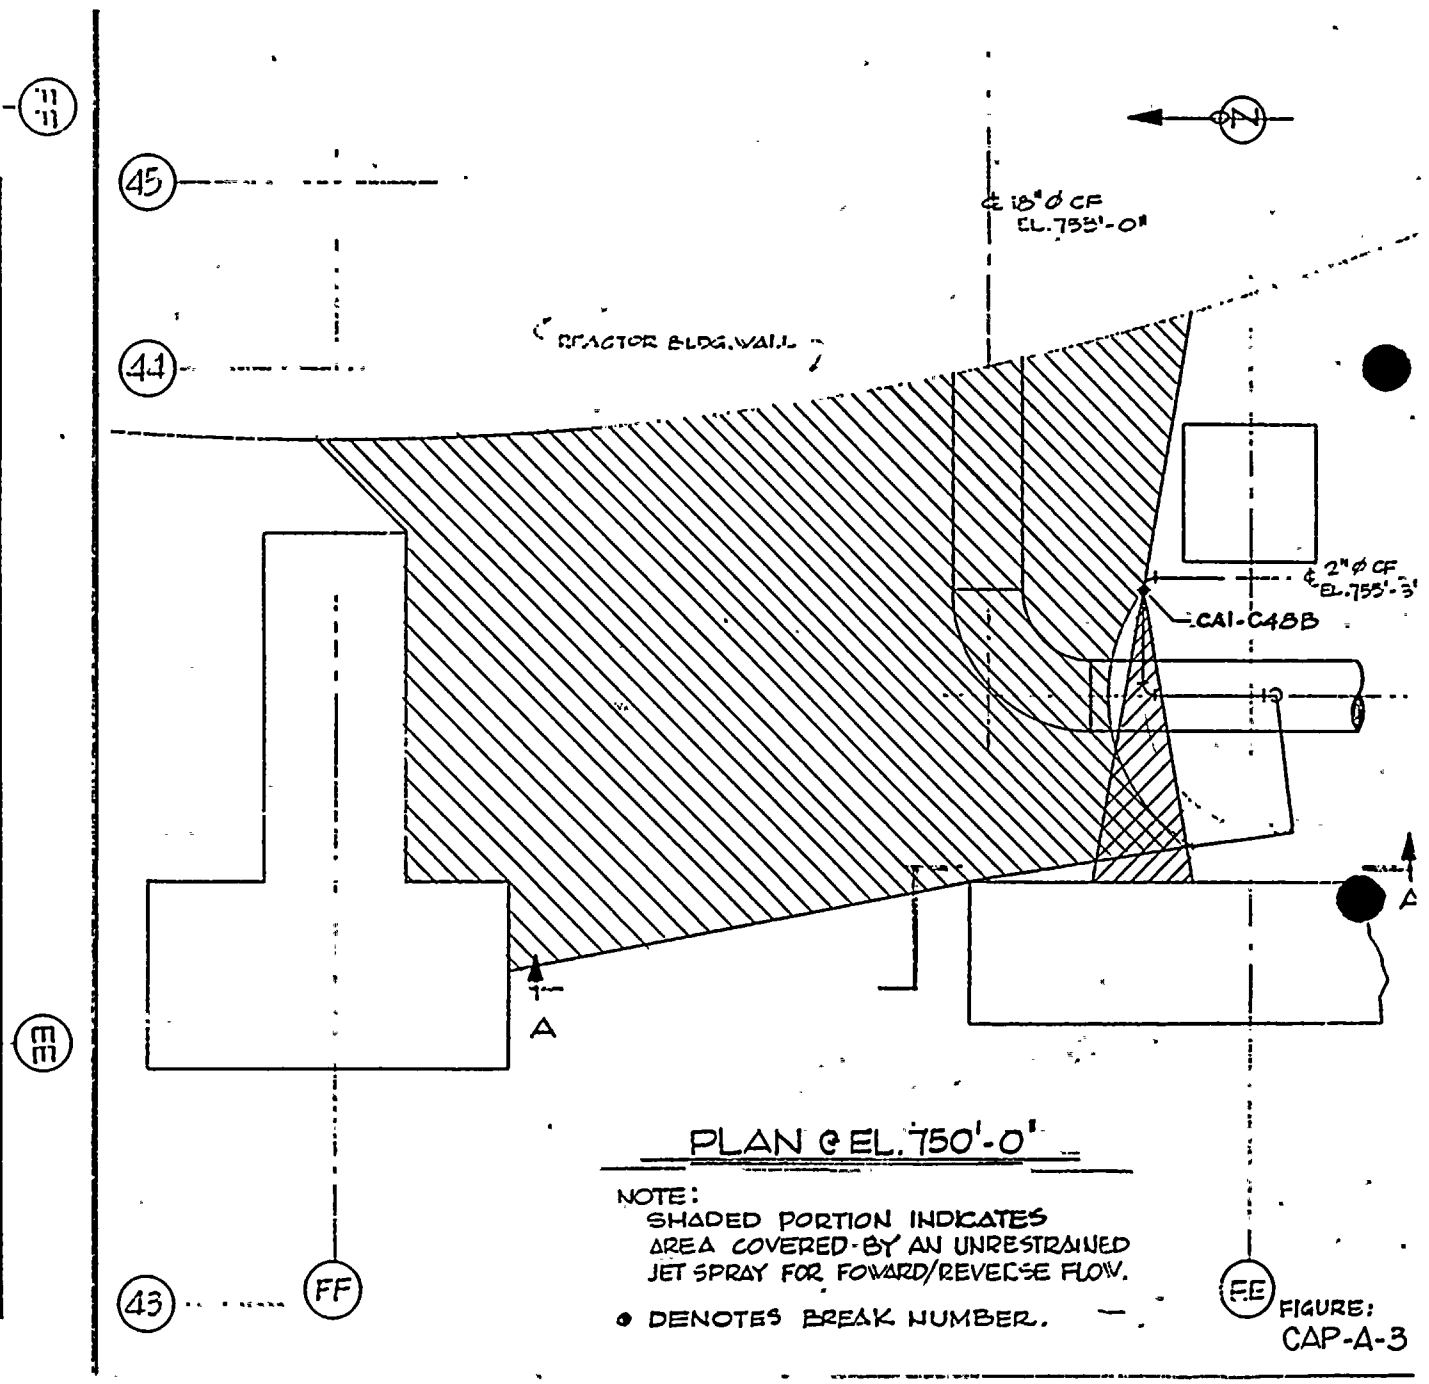 FF
N
45
℄ 18"Ø CF
EL.755'-0"
REACTOR BLDG. WALL
44
℄ 2"Ø CF
EL.755'-3"
CA1-C48B
A
A
EE
PLAN @ EL. 750'-0"
NOTE:
SHADED PORTION INDICATES
AREA COVERED BY AN UNRESTRAINED
JET SPRAY FOR FOWARD/REVERSE FLOW.
43
FF
EE
● DENOTES BREAK NUMBER.
FIGURE:
CAP-A-3